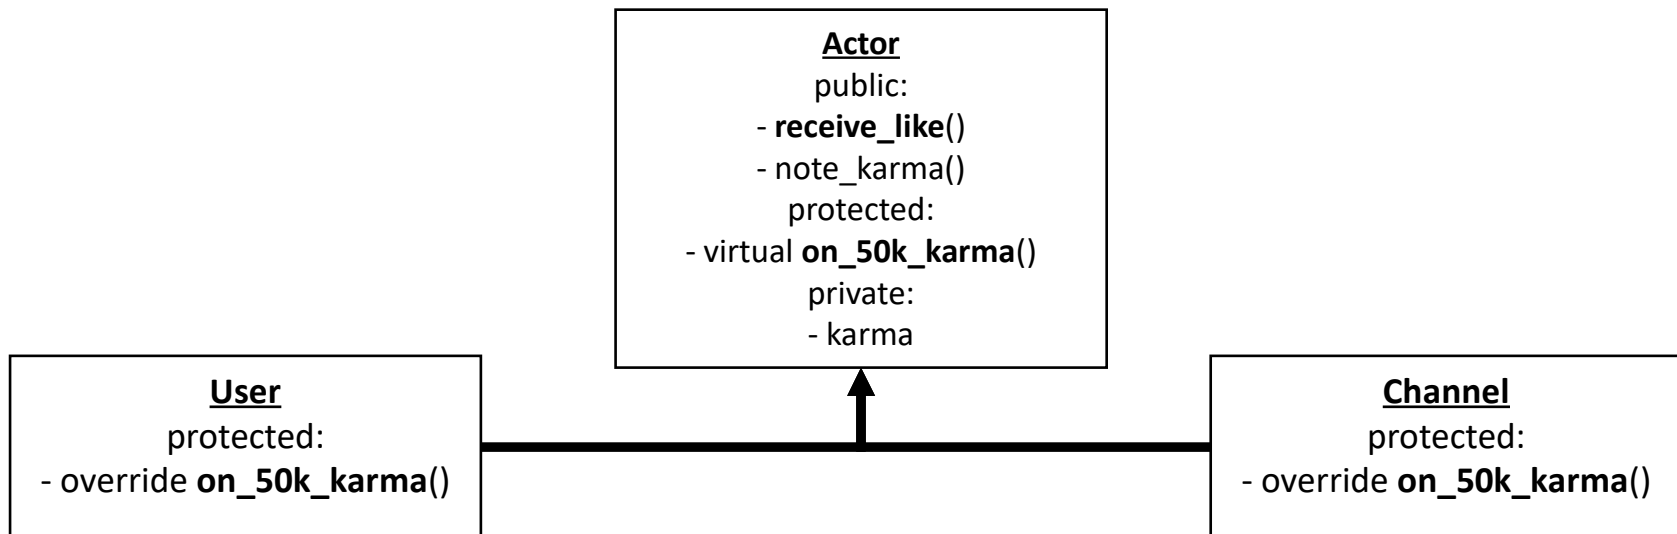 Actor
public:
- receive_like()
- note_karma()
protected:
- virtual on_50k_karma()
private:
- karma
User
protected:
- override on_50k_karma()
Channel
protected:
- override on_50k_karma()